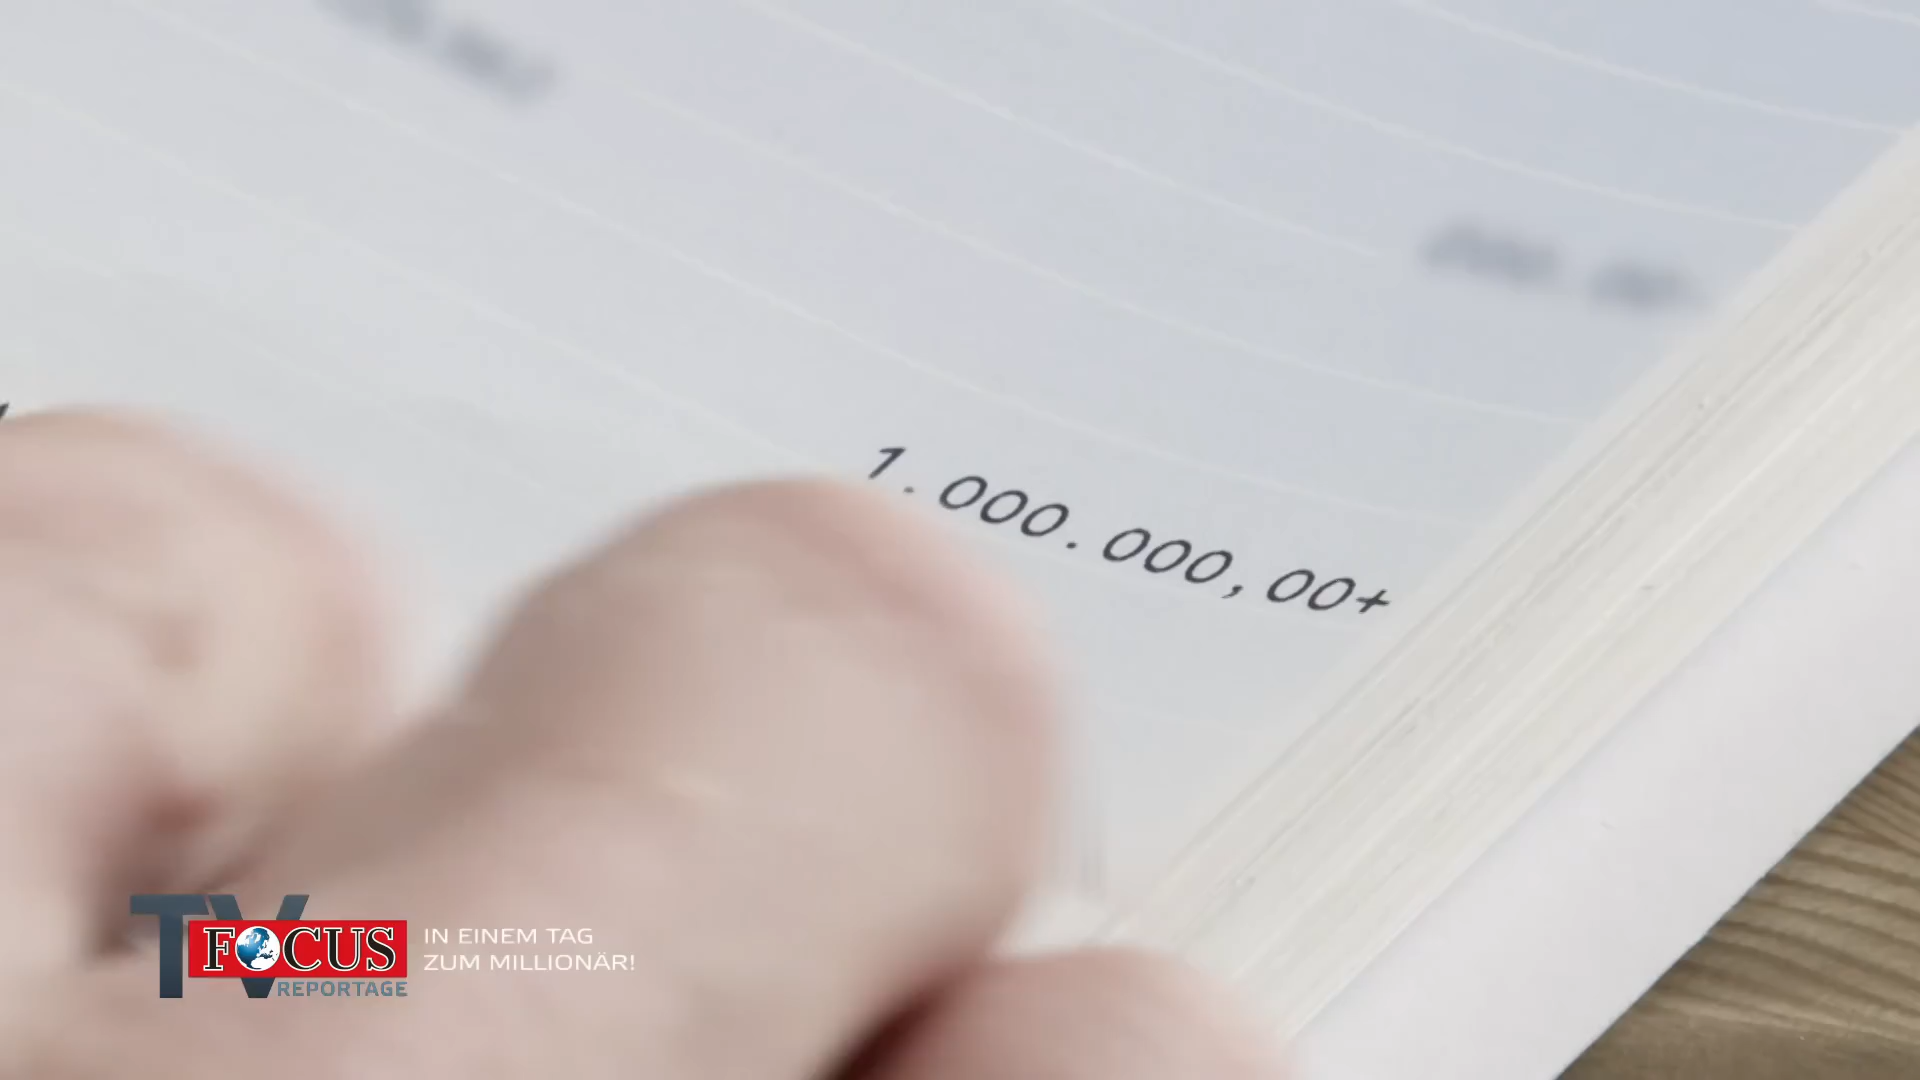 1.000.000,00+
TV
FOCUS
REPORTAGE
IN EINEM TAG
ZUM MILLIONÄR!